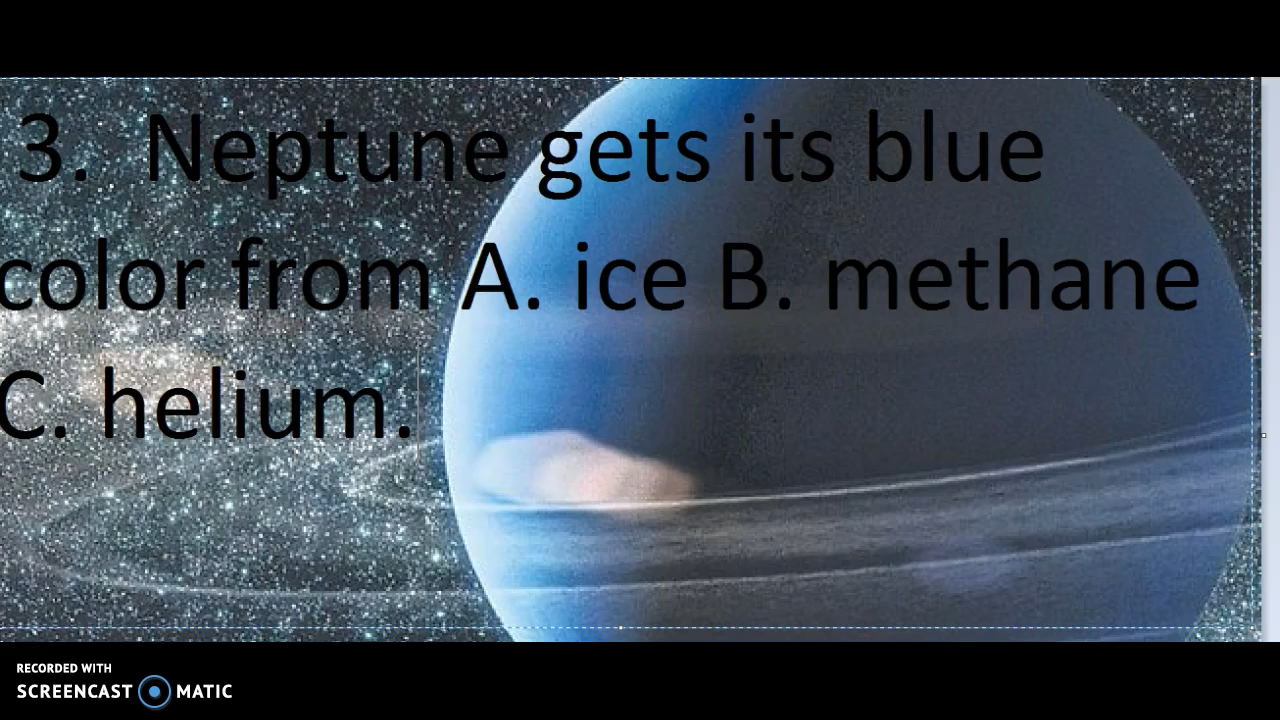 3. Neptune gets its blue
color from A. ice B. methane
C. helium.
RECORDED WITH
SCREENCAST MATIC